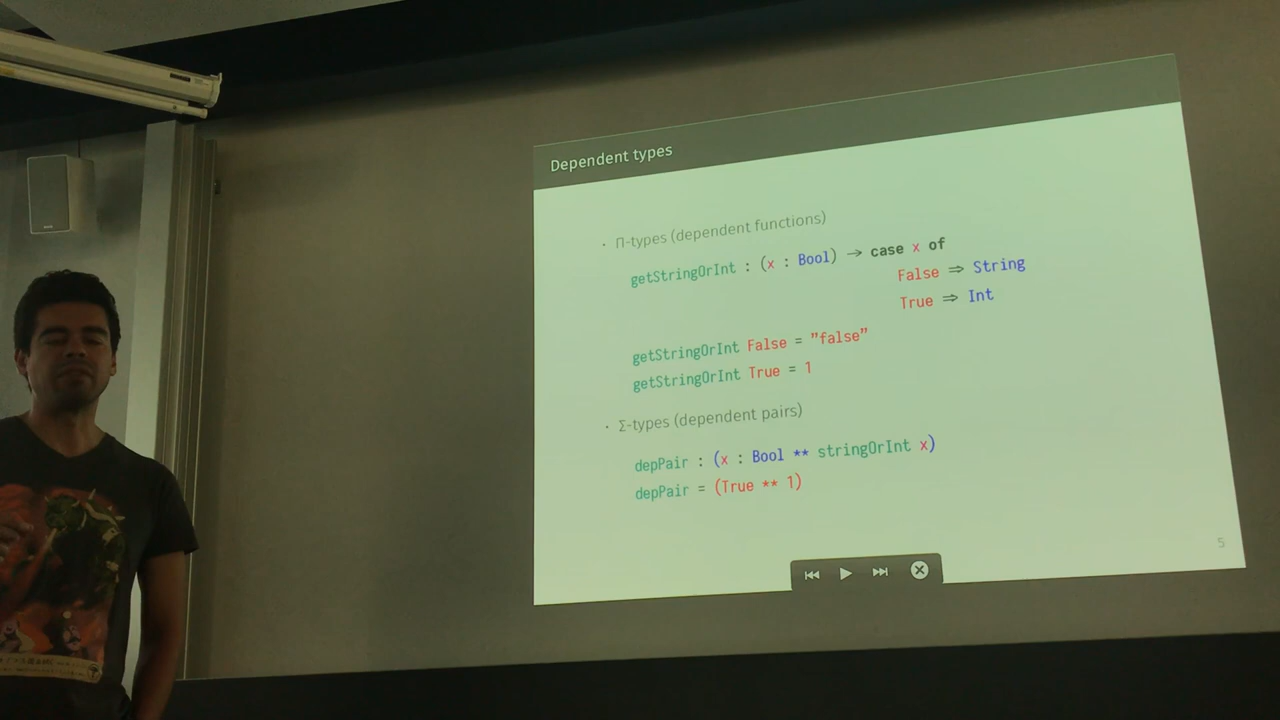 Dependent types
· Π-types (dependent functions)
getStringOrInt : (x : Bool) → case x of
False ⇒ String
True ⇒ Int
getStringOrInt False = "false"
getStringOrInt True = 1
· Σ-types (dependent pairs)
depPair : (x : Bool ** stringOrInt x)
depPair = (True ** 1)
5